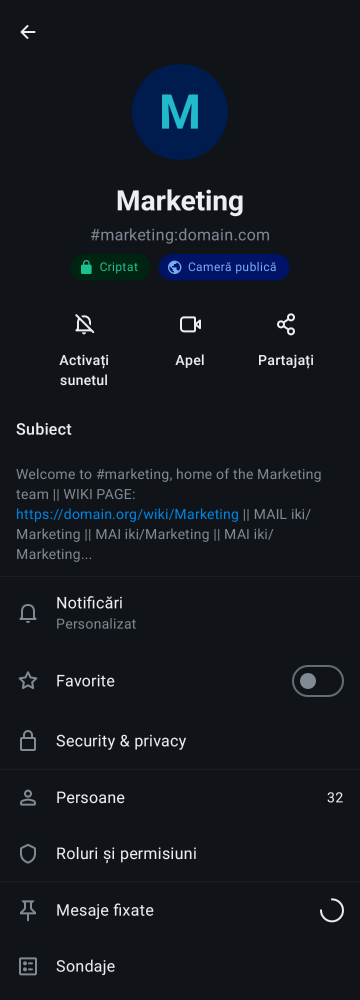 M
Marketing
#marketing:domain.com
Criptat
Cameră publică
Activați
sunetul
Apel
Partajați
Subiect
Welcome to #marketing, home of the Marketing
team || WIKI PAGE:
https://domain.org/wiki/Marketing || MAIL iki/
Marketing || MAI iki/Marketing || MAI iki/
Marketing...
Notificări
Personalizat
Favorite
Security & privacy
Persoane 32
Roluri și permisiuni
Mesaje fixate
Sondaje